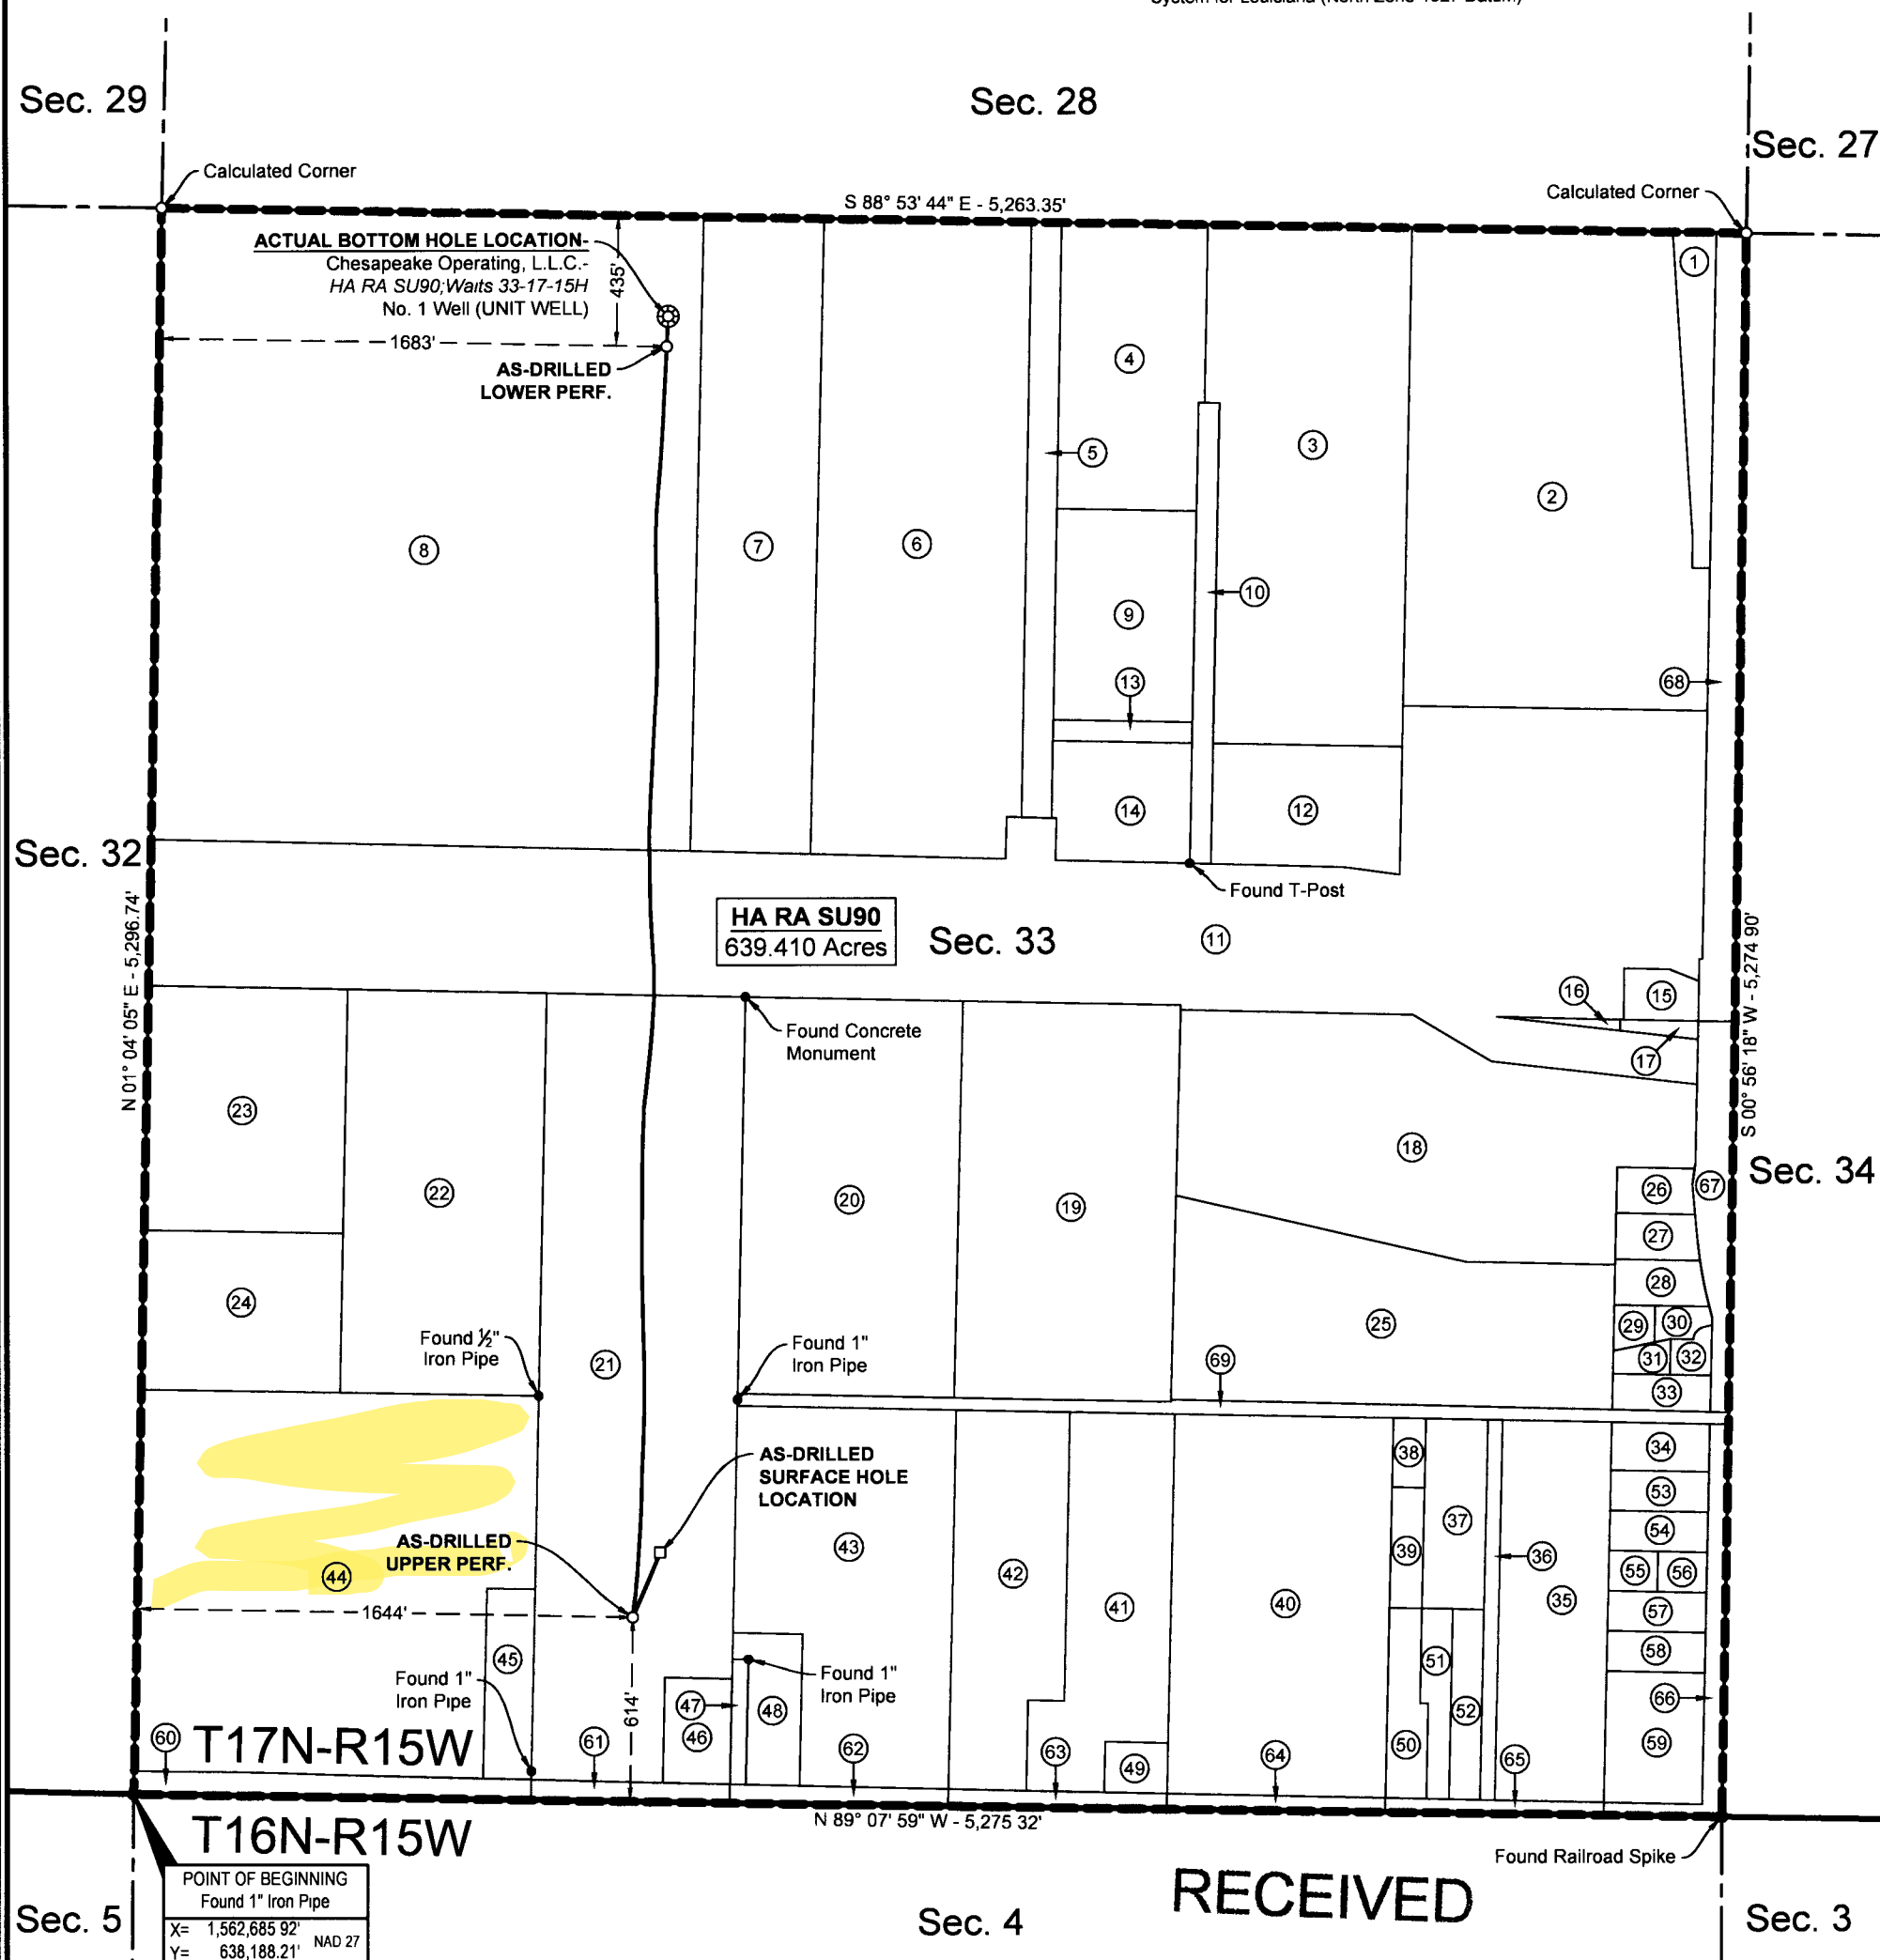 System for Louisiana (North Zone 1927 Datum)
Sec. 29
Sec. 28
Sec. 27
Calculated Corner
Calculated Corner
S 88° 53' 44" E - 5,263.35'
ACTUAL BOTTOM HOLE LOCATION-
Chesapeake Operating, L.L.C.-
HA RA SU90;Waits 33-17-15H
No. 1 Well (UNIT WELL)
435'
1683'
AS-DRILLED
LOWER PERF.
1
4
5
3
2
8
7
6
10
9
13
68
14
12
Sec. 32
Found T-Post
HA RA SU90
639.410 Acres
Sec. 33
11
N 01° 04' 05" E - 5,296.74'
S 00° 56' 18" W - 5,274 90'
16
15
17
Found Concrete
Monument
23
18
Sec. 34
22
20
19
26
67
27
24
28
25
29
30
Found ½"
Iron Pipe
21
Found 1"
Iron Pipe
69
31
32
33
AS-DRILLED
SURFACE HOLE
LOCATION
38
34
53
37
54
AS-DRILLED
UPPER PERF.
43
39
36
44
42
55
56
1644'
41
40
35
57
58
45
51
Found 1"
Iron Pipe
Found 1"
Iron Pipe
614'
47
48
46
52
66
60
T17N-R15W
61
62
63
49
64
50
65
59
T16N-R15W
N 89° 07' 59" W - 5,275 32'
Found Railroad Spike
POINT OF BEGINNING
Found 1" Iron Pipe
X= 1,562,685 92'
Y= 638,188.21'
NAD 27
RECEIVED
Sec. 5
Sec. 4
Sec. 3